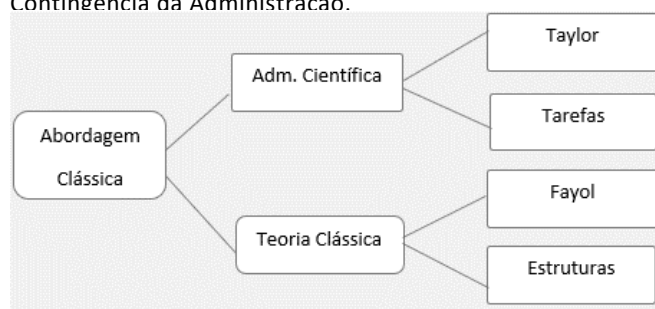 Contingência da Administração.
Taylor
Adm. Científica
Tarefas
Abordagem
Clássica
Fayol
Teoria Clássica
Estruturas